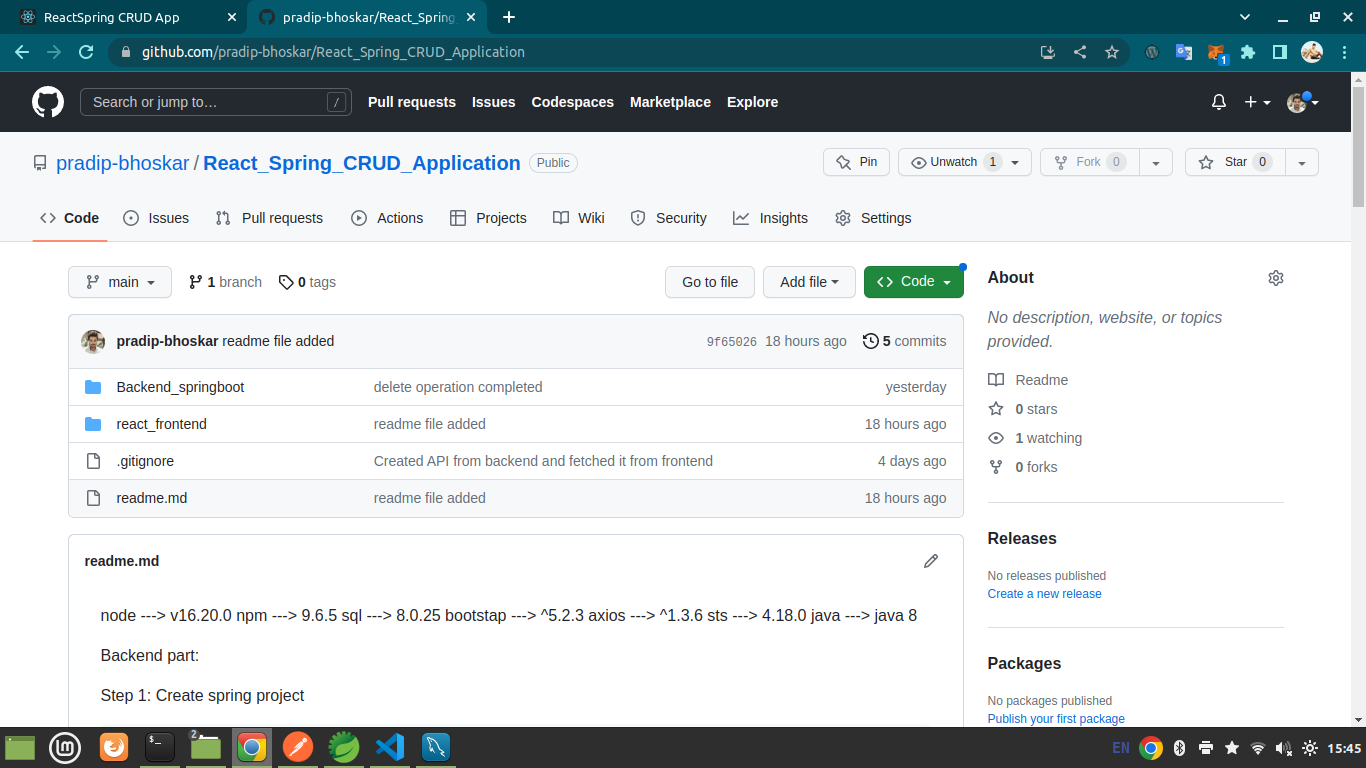 ReactSpring CRUD App
pradip-bhoskar/React_Spring
github.com/pradip-bhoskar/React_Spring_CRUD_Application
1
Search or jump to… /
Pull requests Issues Codespaces Marketplace Explore
pradip-bhoskar / React_Spring_CRUD_Application Public
Pin Unwatch 1 Fork 0 Star 0
Code Issues Pull requests Actions Projects Wiki Security Insights Settings
main 1 branch 0 tags Go to file Add file Code
pradip-bhoskar readme file added 9f65026 18 hours ago 5 commits
Backend_springboot delete operation completed yesterday
react_frontend readme file added 18 hours ago
.gitignore Created API from backend and fetched it from frontend 4 days ago
readme.md readme file added 18 hours ago
readme.md
node ---> v16.20.0 npm ---> 9.6.5 sql ---> 8.0.25 bootstap ---> ^5.2.3 axios ---> ^1.3.6 sts ---> 4.18.0 java ---> java 8
Backend part:
Step 1: Create spring project
About
No description, website, or topics
provided.
Readme
0 stars
1 watching
0 forks
Releases
No releases published
Create a new release
Packages
No packages published
Publish your first package
2
EN 15:45